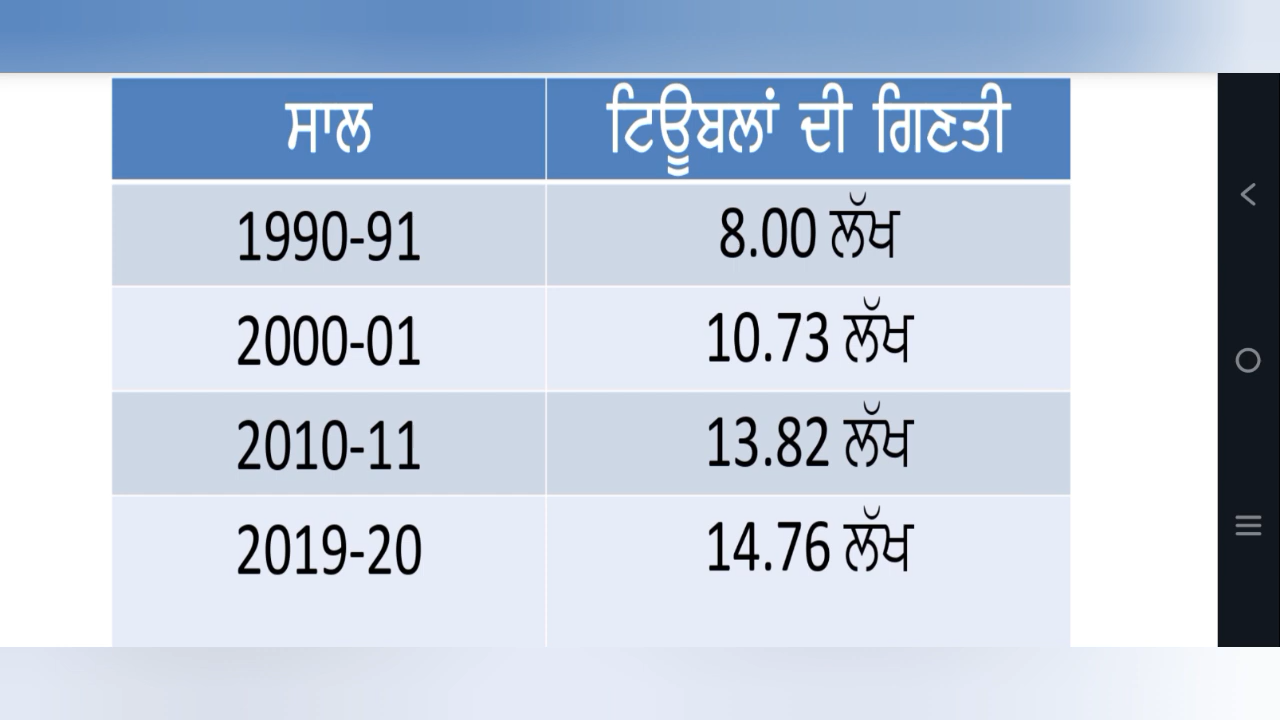 ਸਾਲ ਟਿਊਬਲਾਂ ਦੀ ਗਿਣਤੀ
1990-91 8.00 ਲੱਖ
2000-01 10.73 ਲੱਖ
2010-11 13.82 ਲੱਖ
2019-20 14.76 ਲੱਖ